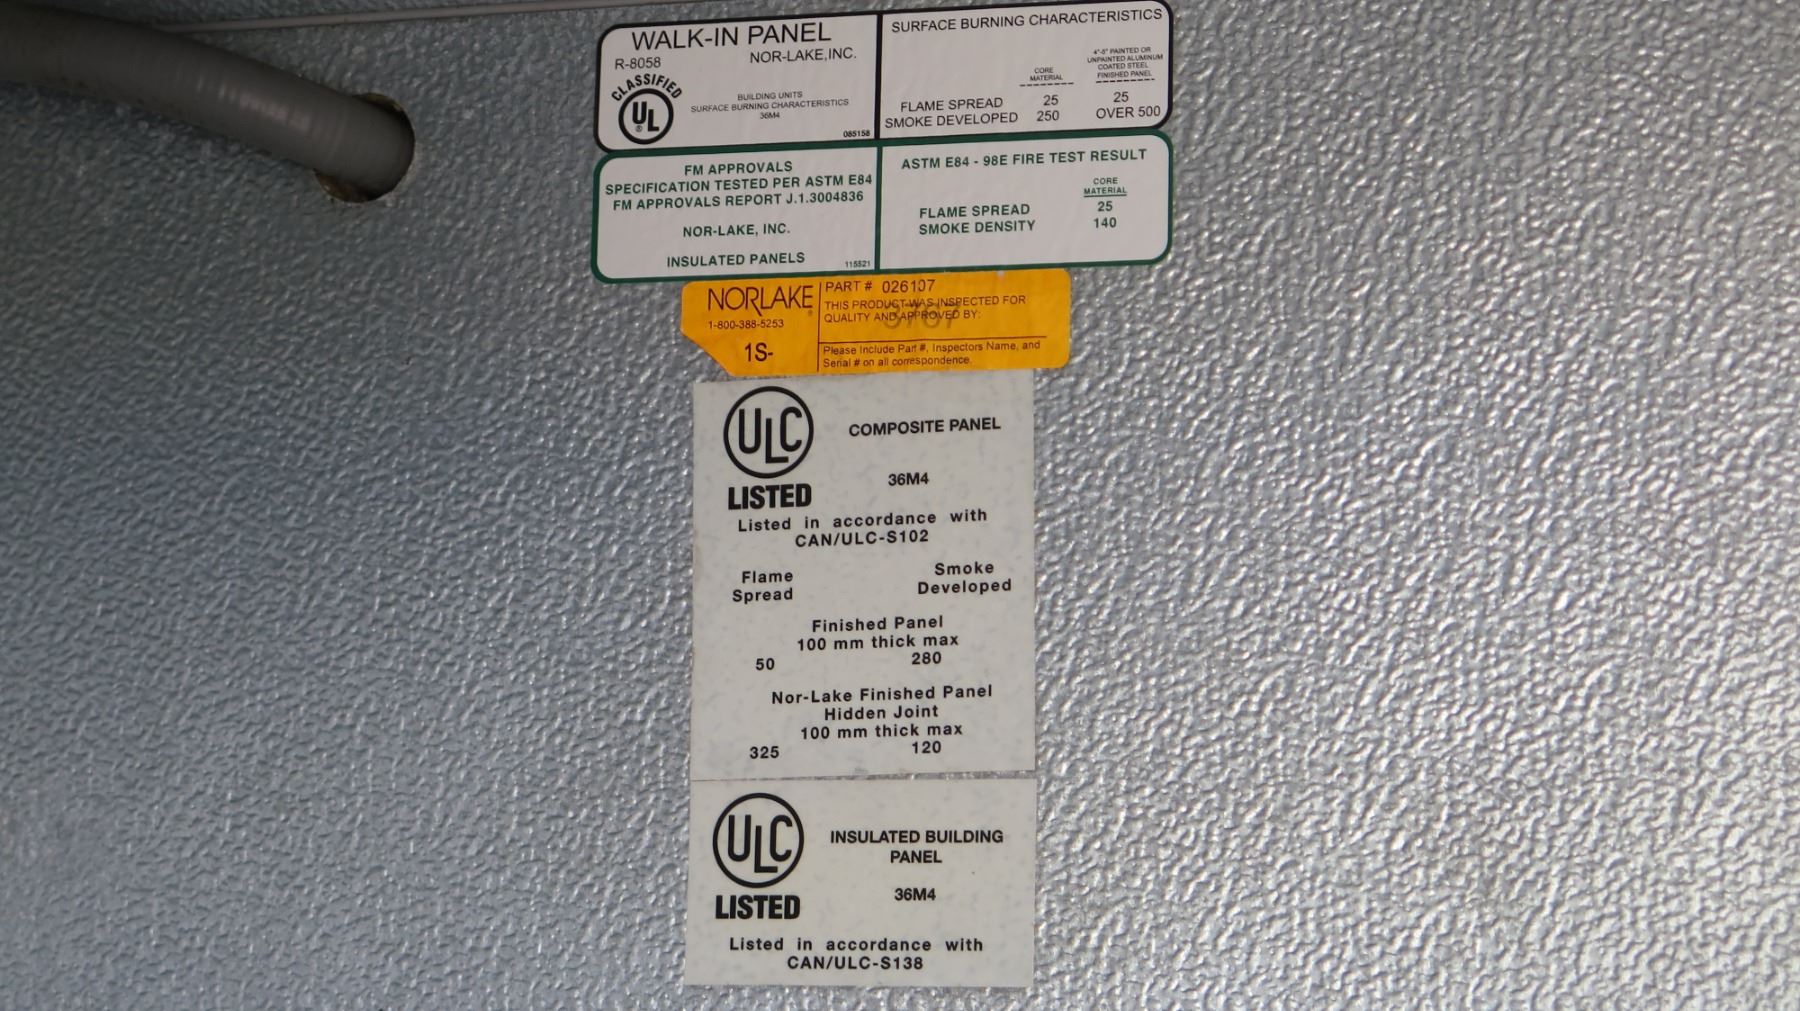 WALK-IN PANEL
R-8058
NOR-LAKE,INC.
CLASSIFIED
UL
®
BUILDING UNITS
SURFACE BURNING CHARACTERISTICS
36M4
085158
SURFACE BURNING CHARACTERISTICS
CORE
MATERIAL
4"-5" PAINTED OR
UNPAINTED ALUMINUM
COATED STEEL
FINISHED PANEL
FLAME SPREAD 25 25
SMOKE DEVELOPED 250 OVER 500
FM APPROVALS
SPECIFICATION TESTED PER ASTM E84
FM APPROVALS REPORT J.1.3004836
NOR-LAKE, INC.
INSULATED PANELS
115521
ASTM E84 - 98E FIRE TEST RESULT
CORE
MATERIAL
FLAME SPREAD 25
SMOKE DENSITY 140
NORLAKE
®
1-800-388-5253
1S-
PART # 026107
THIS PRODUCT WAS INSPECTED FOR
QUALITY AND APPROVED BY:
3767
Please Include Part #, Inspectors Name, and
Serial # on all correspondence.
ULC
LISTED
COMPOSITE PANEL
36M4
Listed in accordance with
CAN/ULC-S102
Flame Spread
Smoke Developed
Finished Panel
100 mm thick max
50 280
Nor-Lake Finished Panel
Hidden Joint
100 mm thick max
325 120
ULC
LISTED
INSULATED BUILDING
PANEL
36M4
Listed in accordance with
CAN/ULC-S138